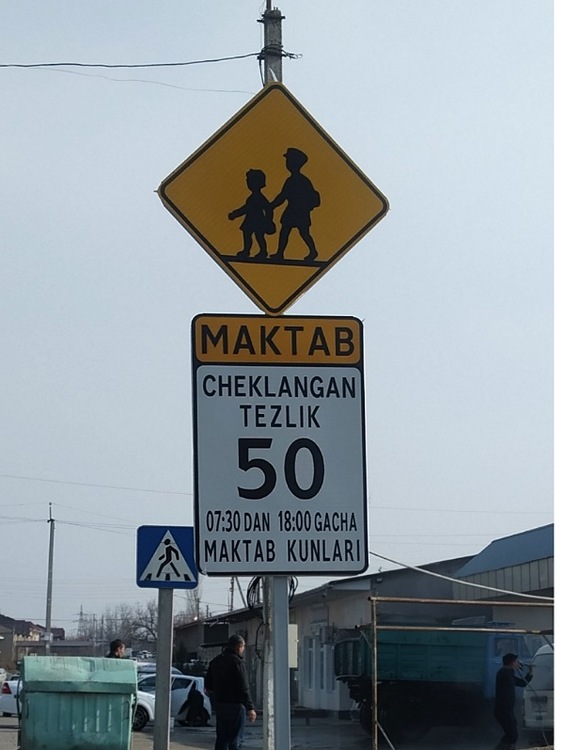 MAKTAB
CHEKLANGAN
TEZLIK
50
07:30 DAN 18:00 GACHA
MAKTAB KUNLARI